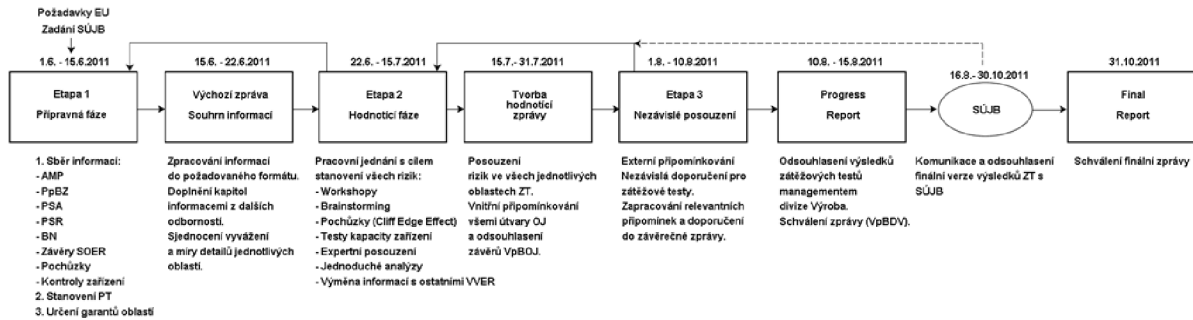 Požadavky EU
Zadání SÚJB
1.6. - 15.6.2011
Etapa 1
Přípravná fáze
1. Sběr informací:
- AMP
- PpBZ
- PSA
- PSR
- BN
- Závěry SOER
- Pochůzky
- Kontroly zařízení
2. Stanovení PT
3. Určení garantů oblastí
15.6. - 22.6.2011
Výchozí zpráva
Souhrn informací
Zpracování informací
do požadovaného formátu.
Doplnění kapitol
informacemi z dalších
odborností.
Sjednocení vyvážení
a míry detailů jednotlivých
oblastí.
22.6. - 15.7.2011
Etapa 2
Hodnotící fáze
Pracovní jednání s cílem
stanovení všech rizik:
- Workshopy
- Brainstorming
- Pochůzky (Cliff Edge Effect)
- Testy kapacity zařízení
- Expertní posouzení
- Jednoduché analýzy
- Výměna informací s ostatními VVER
15.7.- 31.7.2011
Tvorba
hodnotící
zprávy
Posouzení
rizik ve všech jednotlivých
oblastech ZT.
Vnitřní připomínkování
všemi útvary OJ
a odsouhlasení
závěrů VpBOJ.
1.8. - 10.8.2011
Etapa 3
Nezávislé posouzení
Externí připomínkování
Nezávislá doporučení pro
zátěžové testy.
Zapracování relevantních
připomínek a doporučení
do závěrečné zprávy.
10.8. - 15.8.2011
Progress
Report
Odsouhlasení výsledků
zátěžových testů
managementem
divize Výroba.
Schválení zprávy (VpBDV).
16.8.- 30.10.2011
SÚJB
Komunikace a odsouhlasení
finální verze výsledků ZT s
SÚJB
31.10.2011
Final
Report
Schválení finální zprávy